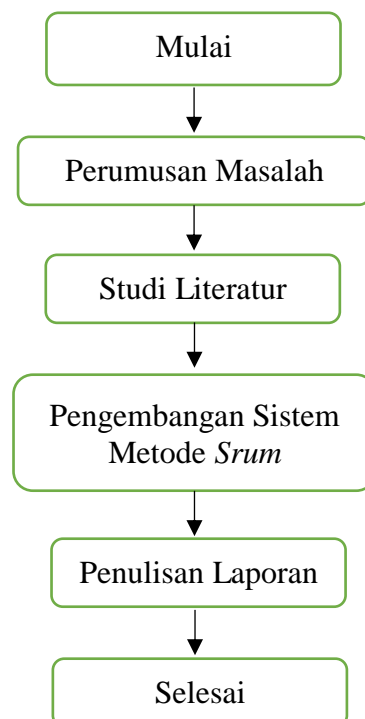 Mulai
Perumusan Masalah
Studi Literatur
Pengembangan Sistem
Metode Srum
Penulisan Laporan
Selesai